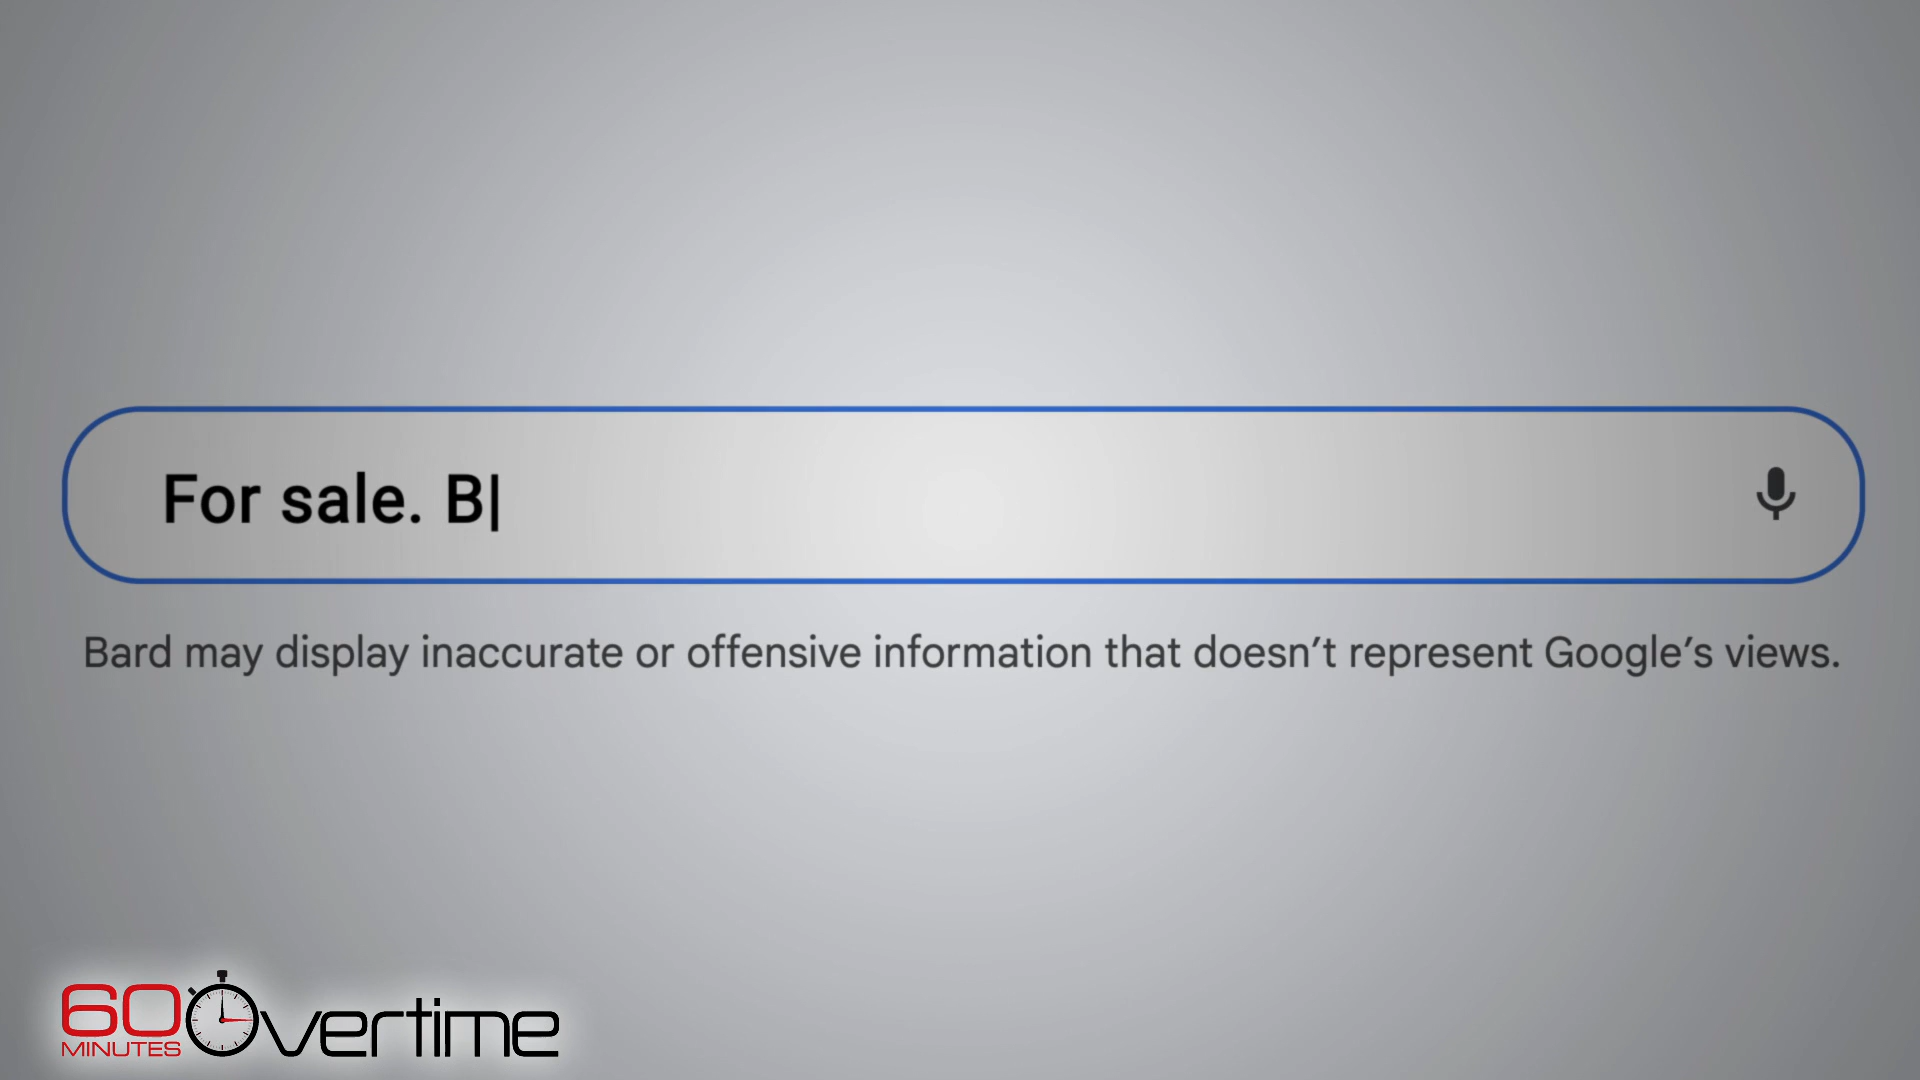 For sale. B
Bard may display inaccurate or offensive information that doesn’t represent Google’s views.
60 Overtime
MINUTES